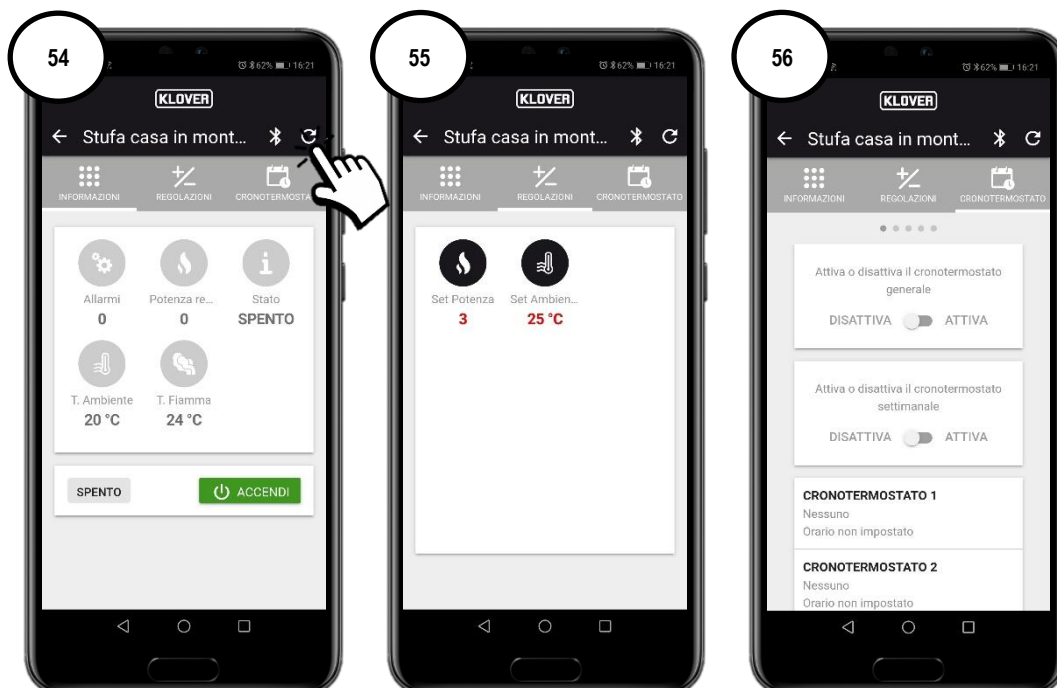 54
62% 16:21
KLOVER
Stufa casa in mont...
INFORMAZIONI REGOLAZIONI CRONOTERMOSTA
Allarmi Potenza re... Stato
0 0 SPENTO
T. Ambiente T. Fiamma
20 °C 24 °C
SPENTO ACCENDI
55
62% 16:21
KLOVER
Stufa casa in mont...
INFORMAZIONI REGOLAZIONI CRONOTERMOSTATO
Set Potenza Set Ambien...
3 25 °C
56
62% 16:21
KLOVER
Stufa casa in mont...
INFORMAZIONI REGOLAZIONI CRONOTERMOSTATO
Attiva o disattiva il cronotermostato
generale
DISATTIVA ATTIVA
Attiva o disattiva il cronotermostato
settimanale
DISATTIVA ATTIVA
CRONOTERMOSTATO 1
Nessuno
Orario non impostato
CRONOTERMOSTATO 2
Nessuno
Orario non impostato